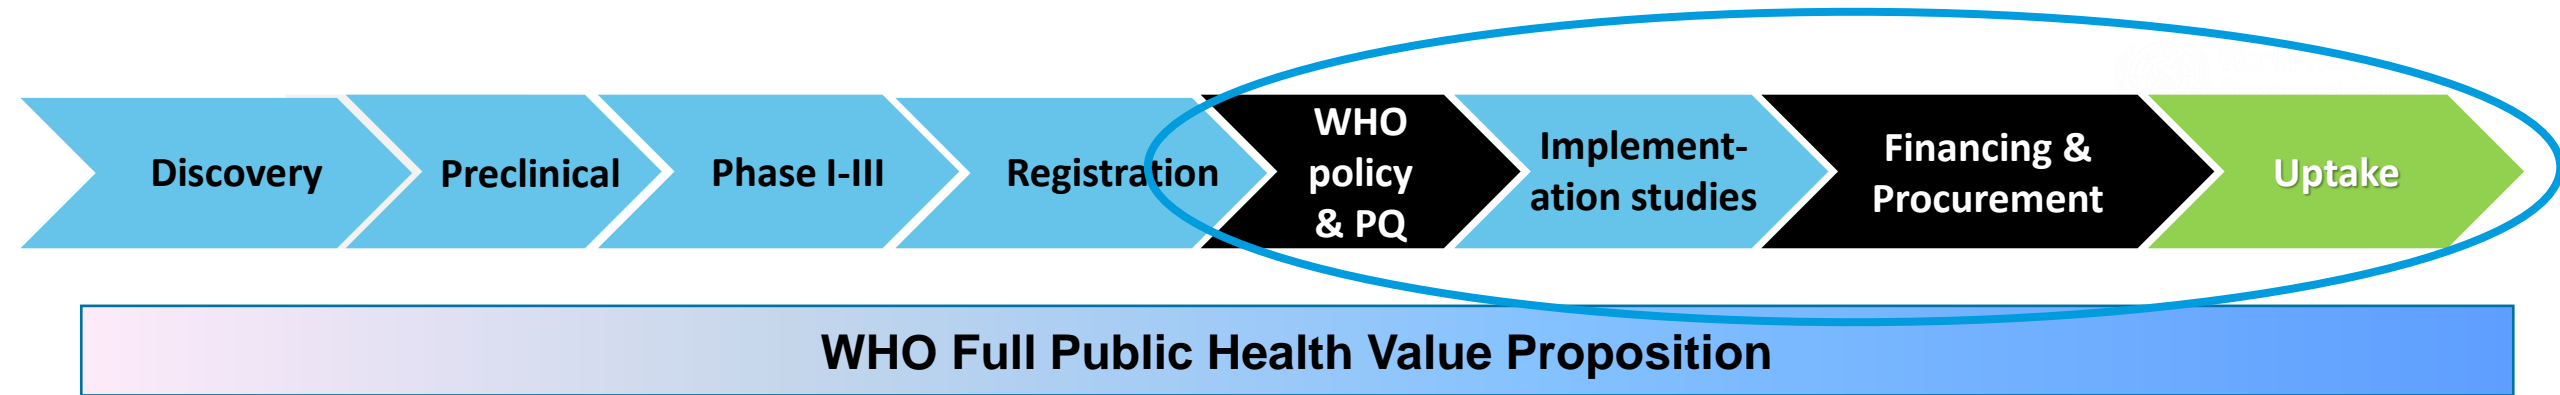 Discovery
Preclinical
Phase I-III
Registration
WHO
policy
& PQ
Implement-
ation studies
Financing &
Procurement
Uptake
WHO Full Public Health Value Proposition